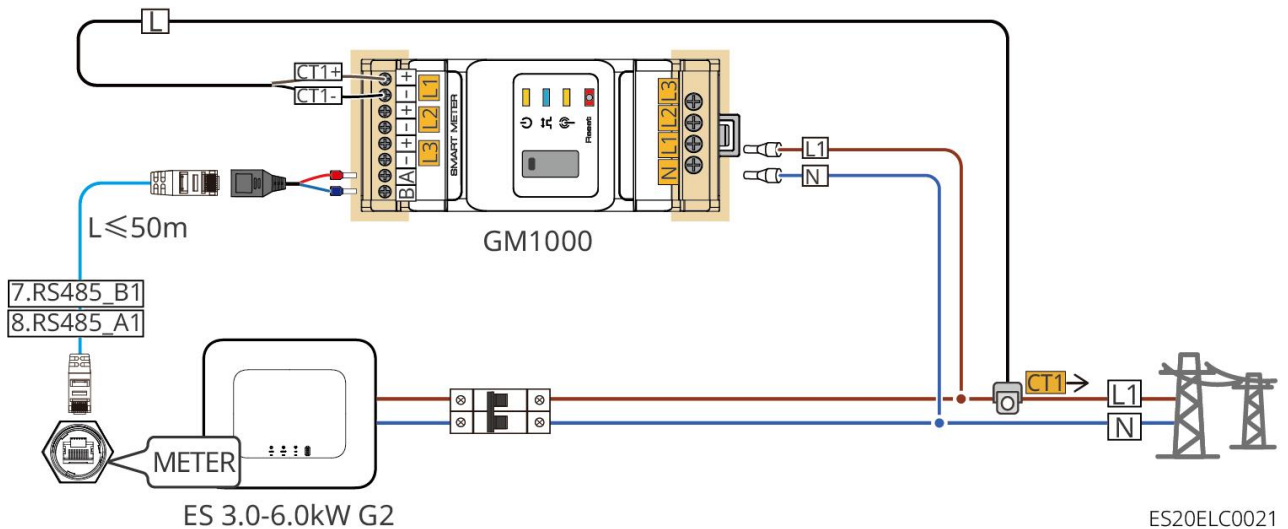 L
CT1+
CT1-
+
-
+
-
+
-
A
B
L1
L2
L3
SMART METER
Reset
L3
L2
L1
N
L1
N
L≤50m
GM1000
7.RS485_B1
8.RS485_A1
CT1
L1
N
METER
ES 3.0-6.0kW G2
ES20ELC0021